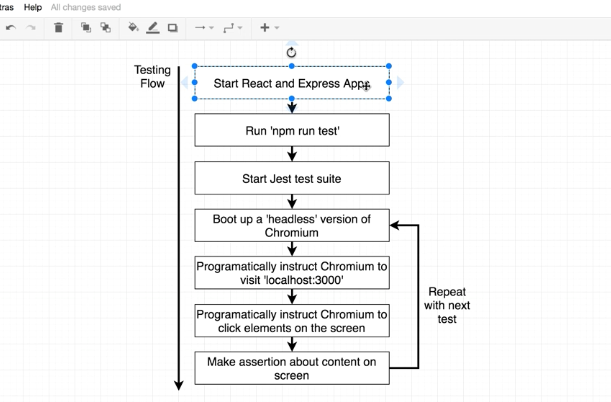 tras Help All changes saved
Testing
Flow
Start React and Express Apps
Run 'npm run test'
Start Jest test suite
Boot up a 'headless' version of
Chromium
Programatically instruct Chromium to
visit 'localhost:3000'
Programatically instruct Chromium to
click elements on the screen
Make assertion about content on
screen
Repeat
with next
test